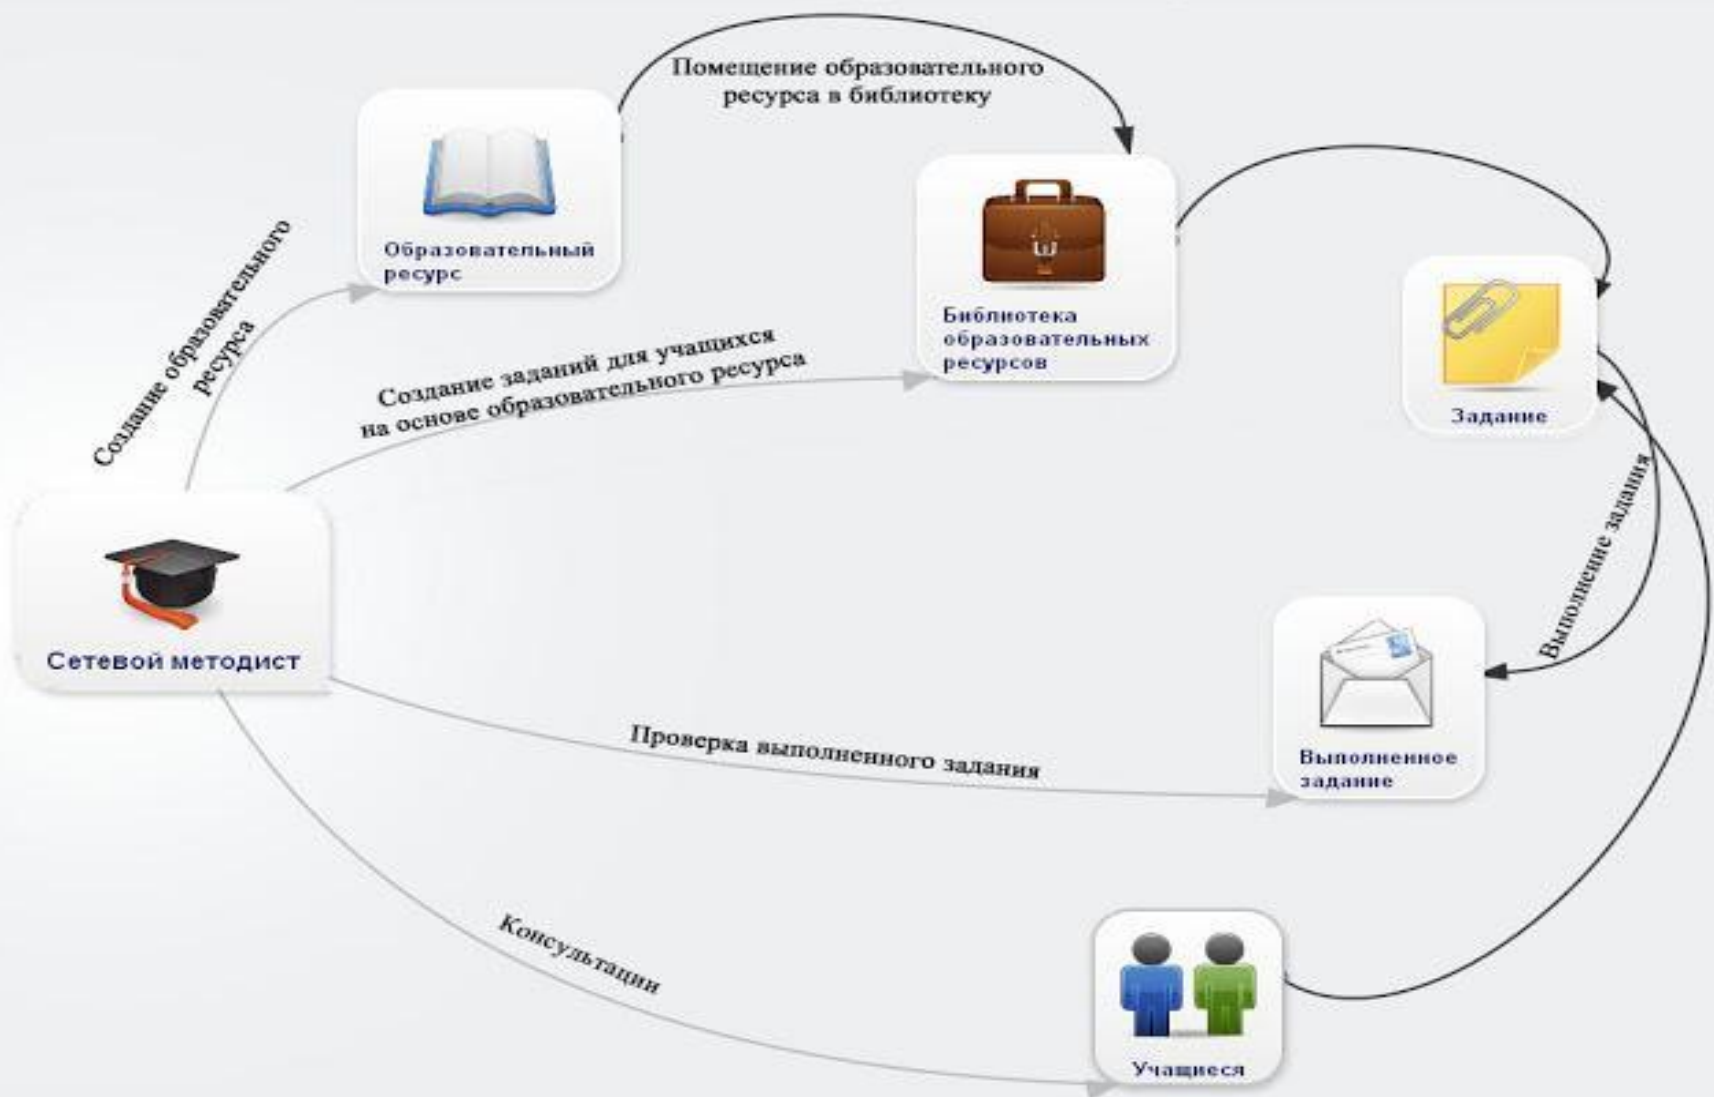 Помещение образовательного
ресурса в библиотеку
Образовательный
ресурс
Создание образовательного
ресурса
Библиотека
образовательных
ресурсов
Создание заданий для учащихся
на основе образовательного ресурса
Задание
Выполнение задания
Сетевой методист
Проверка выполненного задания
Выполненное
задание
Консультации
Учащиеся